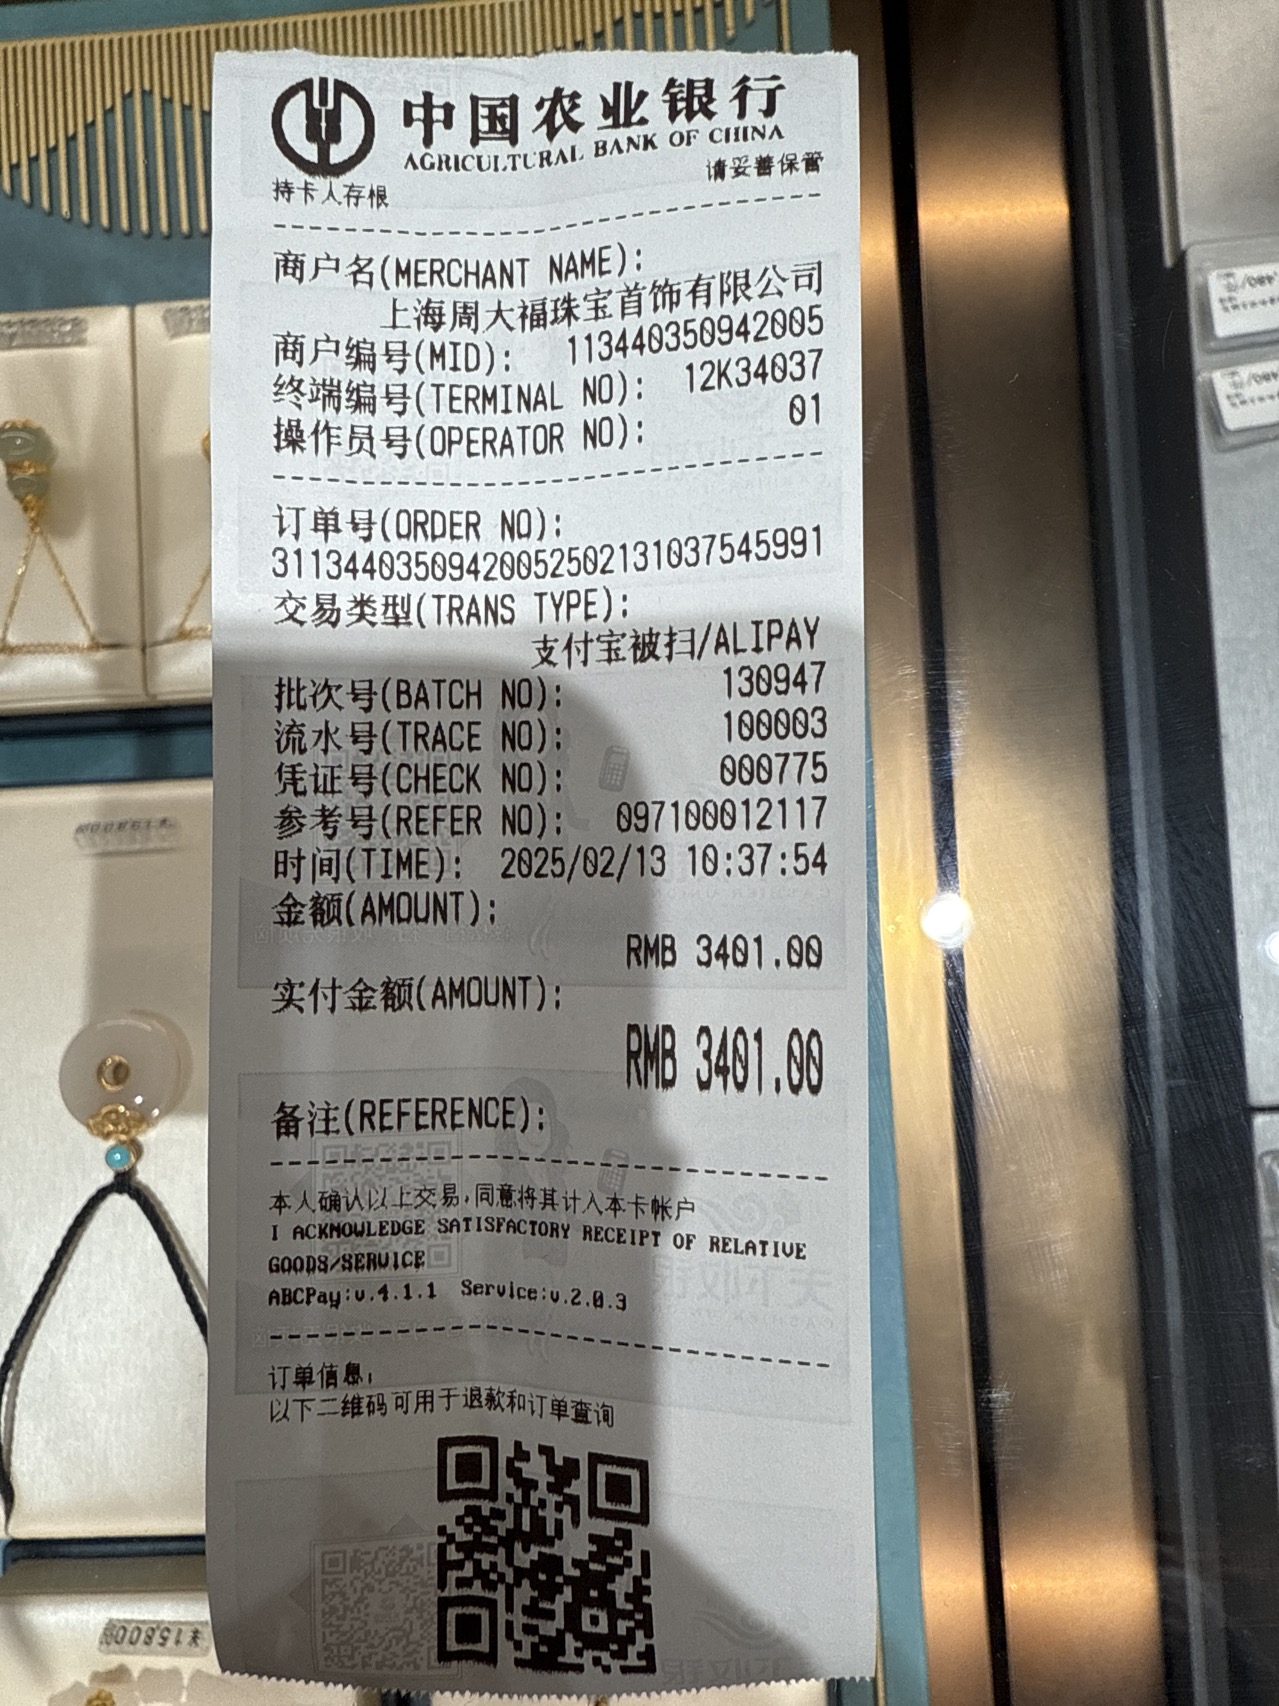 中国农业银行
AGRICULTURAL BANK OF CHINA
持卡人存根
请妥善保管
商户名(MERCHANT NAME):
上海周大福珠宝首饰有限公司
商户编号(MID): 113440350942005
终端编号(TERMINAL NO): 12K34037
操作员号(OPERATOR NO): 01
订单号(ORDER NO):
31134403509420052502131037545991
交易类型(TRANS TYPE):
支付宝被扫/ALIPAY
批次号(BATCH NO): 130947
流水号(TRACE NO): 100003
凭证号(CHECK NO): 000775
参考号(REFER NO): 097100012117
时间(TIME): 2025/02/13 10:37:54
金额(AMOUNT):
RMB 3401.00
实付金额(AMOUNT):
RMB 3401.00
备注(REFERENCE):
本人确认以上交易,同意将其计入本卡帐户
I ACKNOWLEDGE SATISFACTORY RECEIPT OF RELATIVE
GOODS/SERVICE
ABCPay:v.4.1.1 Service:v.2.0.3
订单信息:
以下二维码可用于退款和订单查询
¥15800